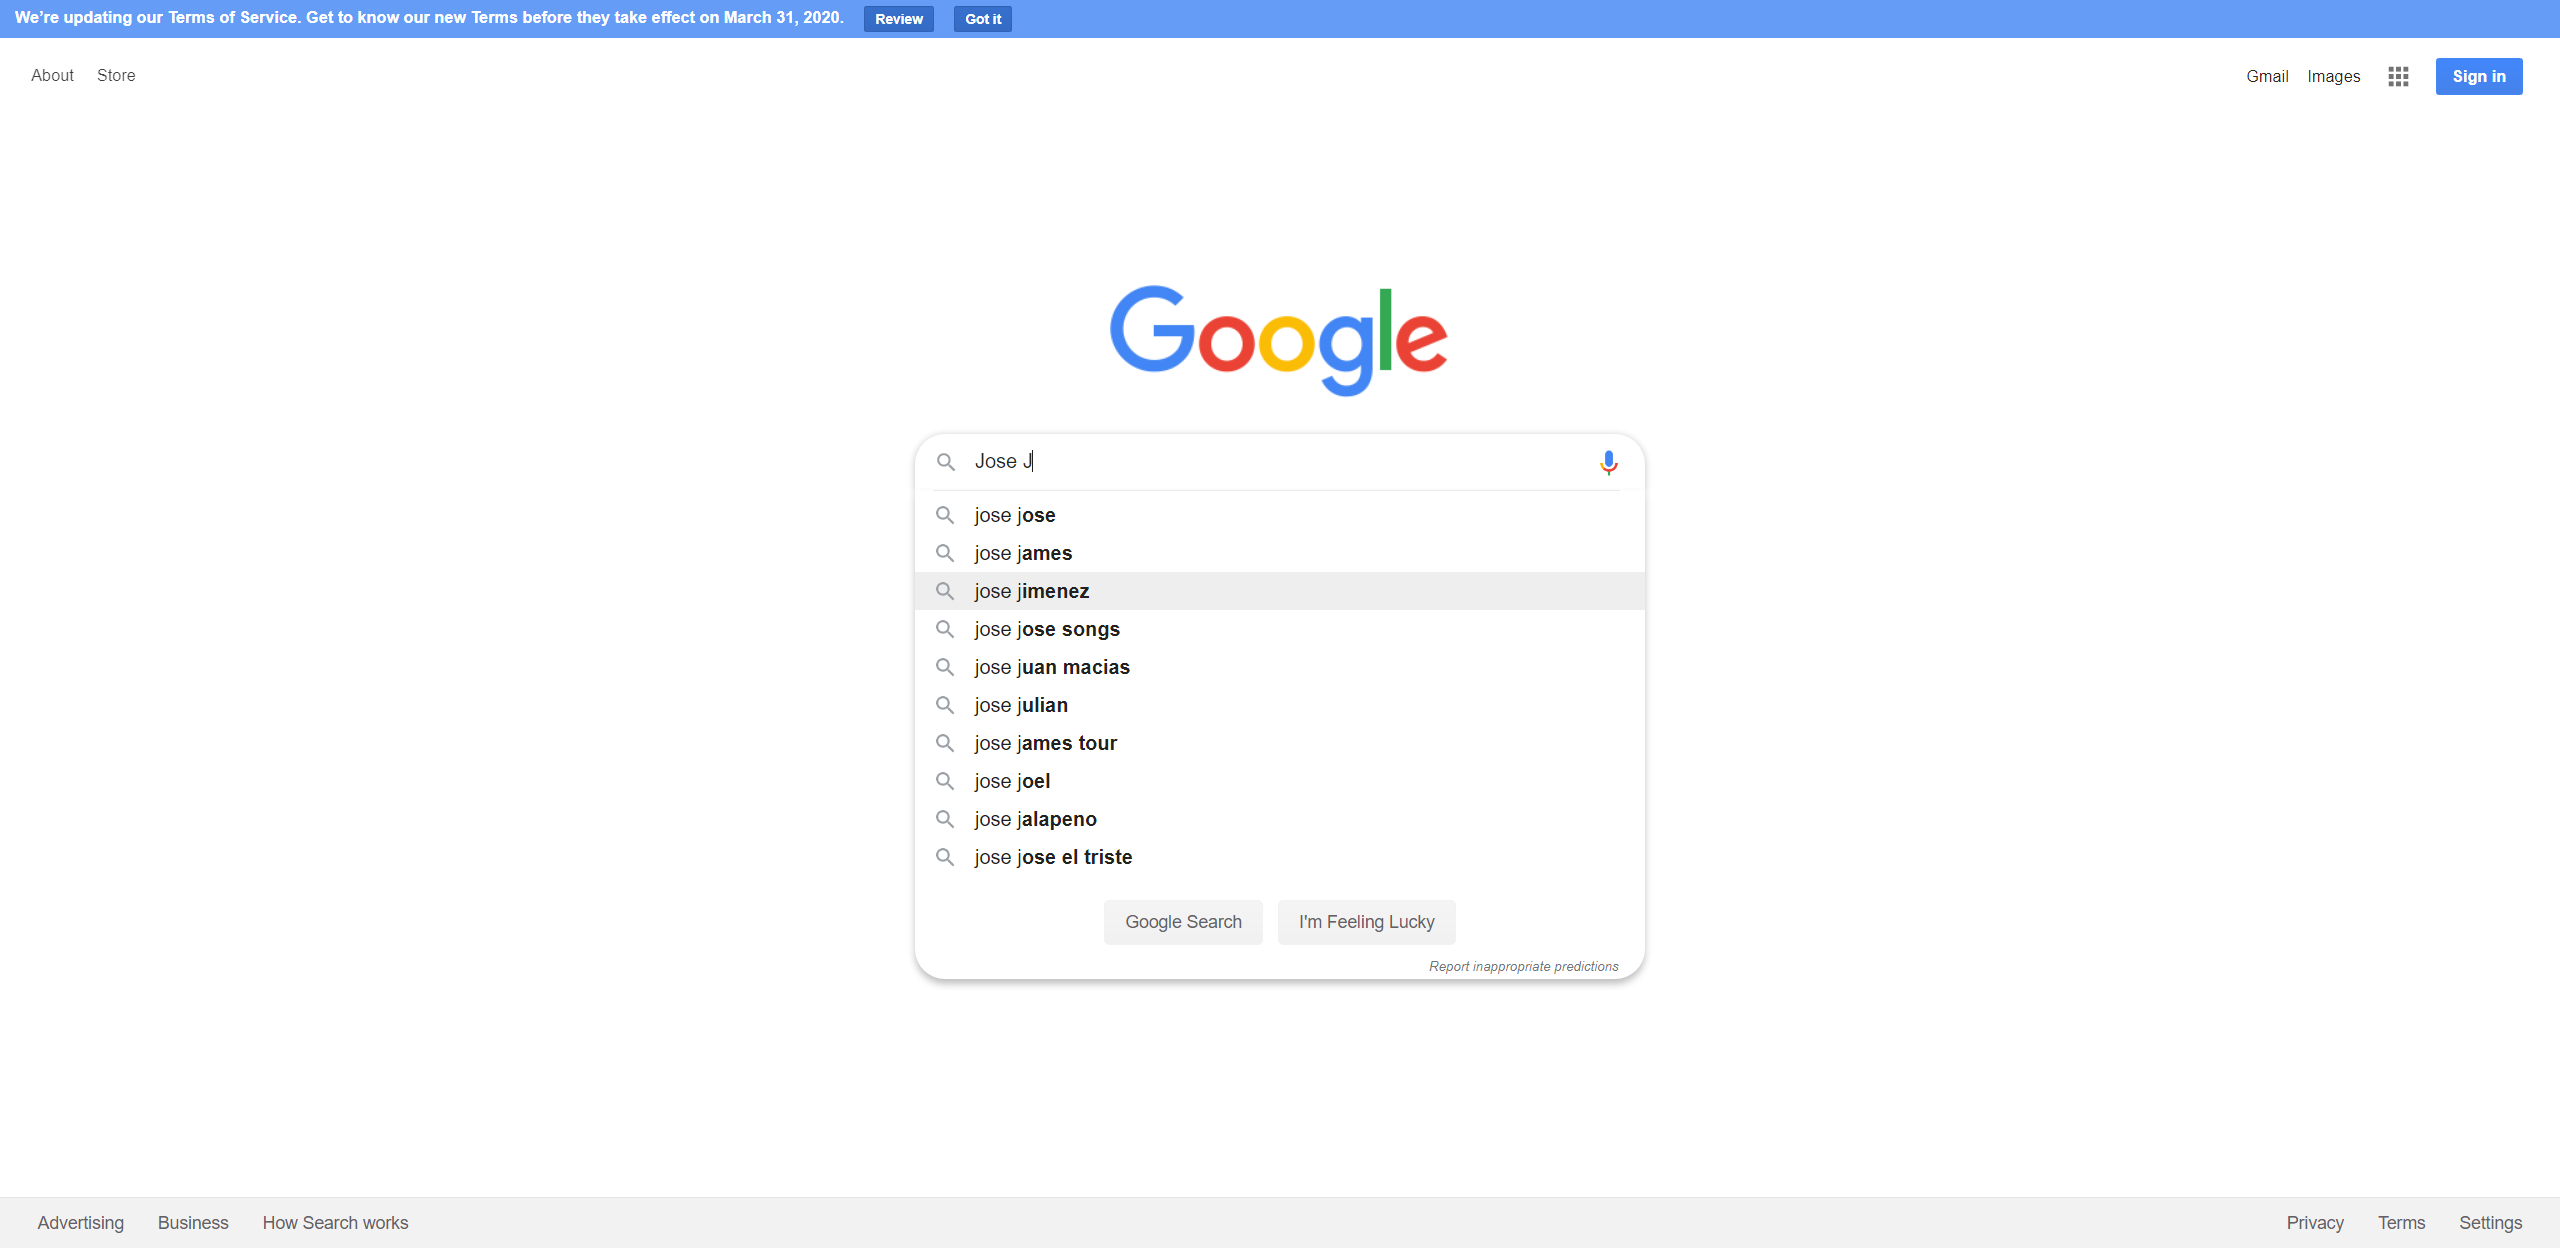 We're updating our Terms of Service. Get to know our new Terms before they take effect on March 31, 2020. Review Got it
About Store Gmail Images Sign in
Google
Jose J
jose jose
jose james
jose jimenez
jose jose songs
jose juan macias
jose julian
jose james tour
jose joel
jose jalapeno
jose jose el triste
Google Search I'm Feeling Lucky
Report inappropriate predictions
Advertising Business How Search works Privacy Terms Settings